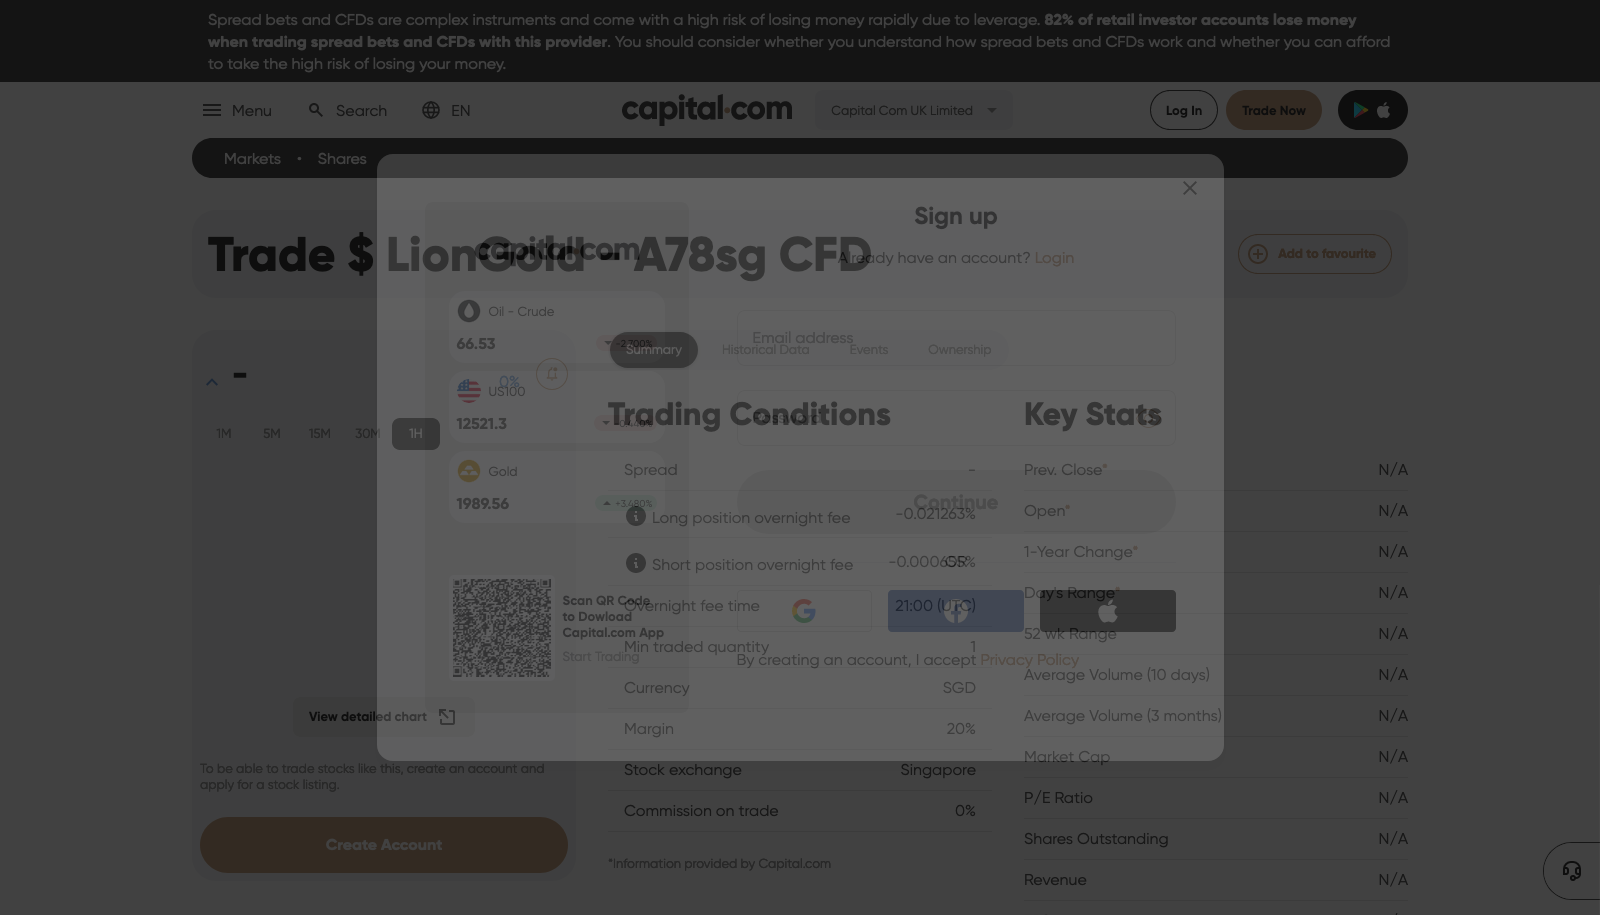 Spread bets and CFDs are complex instruments and come with a high risk of losing money rapidly due to leverage. 82% of retail investor accounts lose money
when trading spread bets and CFDs with this provider. You should consider whether you understand how spread bets and CFDs work and whether you can afford
to take the high risk of losing your money.
Menu
Search
EN
capital.com
Capital Com UK Limited
Log In
Trade Now
Markets • Shares
Trade $ LionGold - A78sg CFD
Add to favourite
capital.com
Sign up
Already have an account? Login
Oil - Crude
66.53
-2.700%
US100
12521.3
Gold
1989.56
+3.480%
Scan QR Code
to Dowload
Capital.com App
Start Trading
Email address
Password
Continue
OR
By creating an account, I accept Privacy Policy
-
0%
1M
5M
15M
30M
1H
View detailed chart
To be able to trade stocks like this, create an account and
apply for a stock listing.
Create Account
Summary
Historical Data
Events
Ownership
Trading Conditions
Spread -
Long position overnight fee -0.021263%
Short position overnight fee -0.000655%
Overnight fee time 21:00 (UTC)
Min traded quantity 1
Currency SGD
Margin 20%
Stock exchange Singapore
Commission on trade 0%
*Information provided by Capital.com
Key Stats
Prev. Close* N/A
Open* N/A
1-Year Change* N/A
Day's Range* N/A
52 wk Range N/A
Average Volume (10 days) N/A
Average Volume (3 months) N/A
Market Cap N/A
P/E Ratio N/A
Shares Outstanding N/A
Revenue N/A